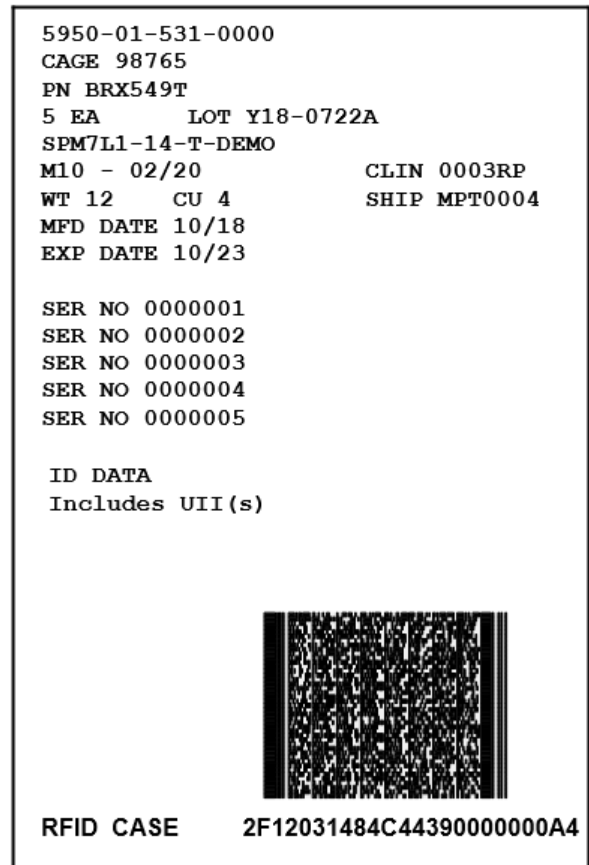 5950-01-531-0000
CAGE 98765
PN BRX549T
5 EA LOT Y18-0722A
SPM7L1-14-T-DEMO
M10 - 02/20 CLIN 0003RP
WT 12 CU 4 SHIP MPT0004
MFD DATE 10/18
EXP DATE 10/23
SER NO 0000001
SER NO 0000002
SER NO 0000003
SER NO 0000004
SER NO 0000005
ID DATA
Includes UII(s)
RFID CASE 2F12031484C44390000000A4